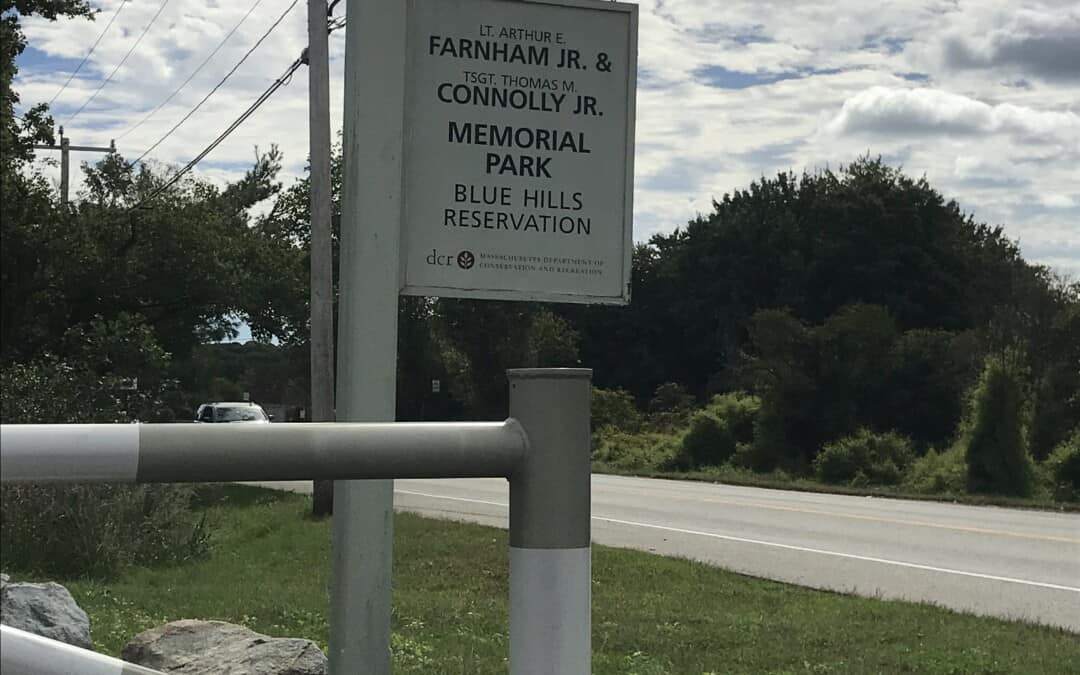 LT. ARTHUR E.
FARNHAM JR. &
TSGT. THOMAS M.
CONNOLLY JR.
MEMORIAL
PARK
BLUE HILLS
RESERVATION
dcr MASSACHUSETTS DEPARTMENT OF
CONSERVATION AND RECREATION